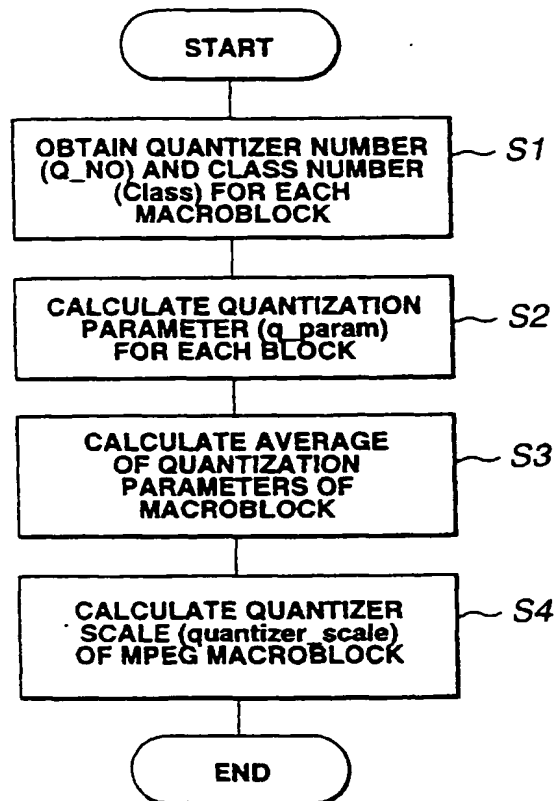 START
OBTAIN QUANTIZER NUMBER
(Q_NO) AND CLASS NUMBER
(Class) FOR EACH
MACROBLOCK
S1
CALCULATE QUANTIZATION
PARAMETER (q_param)
FOR EACH BLOCK
S2
CALCULATE AVERAGE
OF QUANTIZATION
PARAMETERS OF
MACROBLOCK
S3
CALCULATE QUANTIZER
SCALE (quantizer_scale)
OF MPEG MACROBLOCK
S4
END